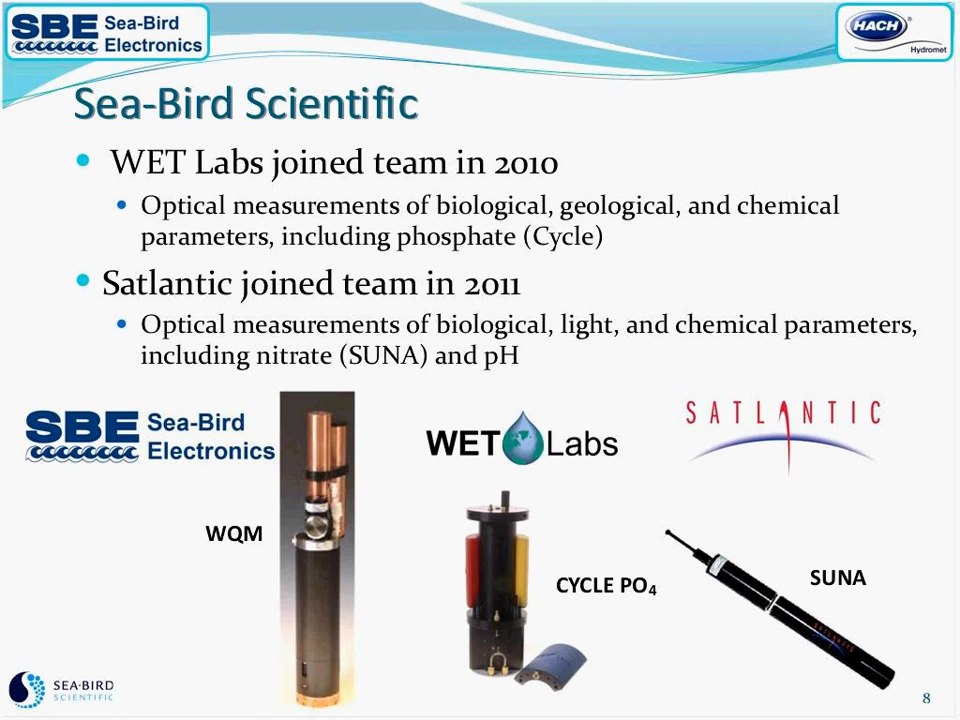 SBE Sea-Bird
Electronics
HACH®
Hydromet
Sea-Bird Scientific
• WET Labs joined team in 2010
• Optical measurements of biological, geological, and chemical
parameters, including phosphate (Cycle)
• Satlantic joined team in 2011
• Optical measurements of biological, light, and chemical parameters,
including nitrate (SUNA) and pH
SBE Sea-Bird
Electronics
WET Labs
SATLANTIC
WQM
CYCLE PO₄
SUNA
SATLANTIC
SEA·BIRD
SCIENTIFIC
8